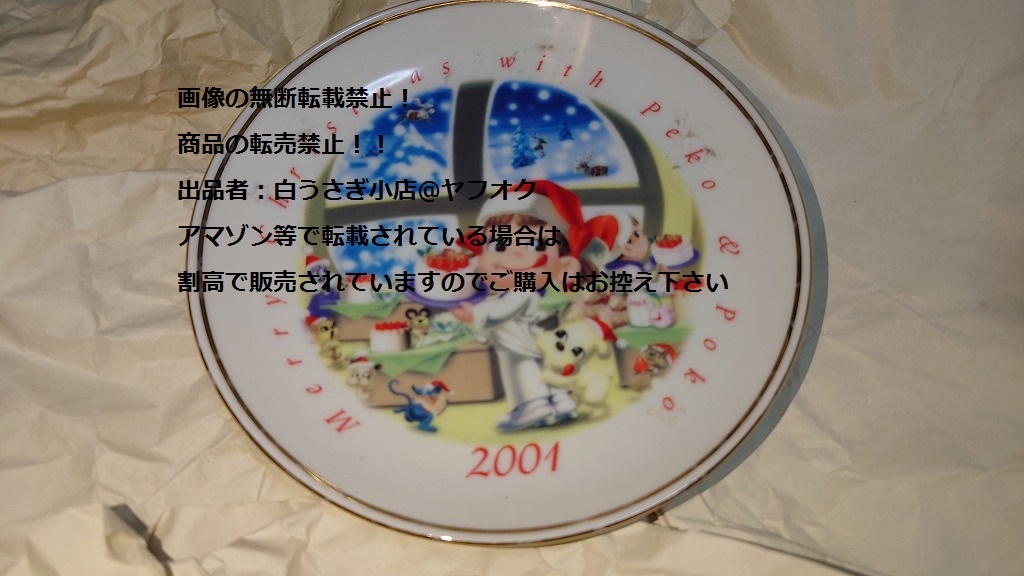 画像の無断転載禁止！
商品の転売禁止！！
出品者：白うさぎ小店@ヤフオク
アマゾン等で転載されている場合は
割高で販売されていますのでご購入はお控え下さい
Merry Christmas with Peko & Poko
2001